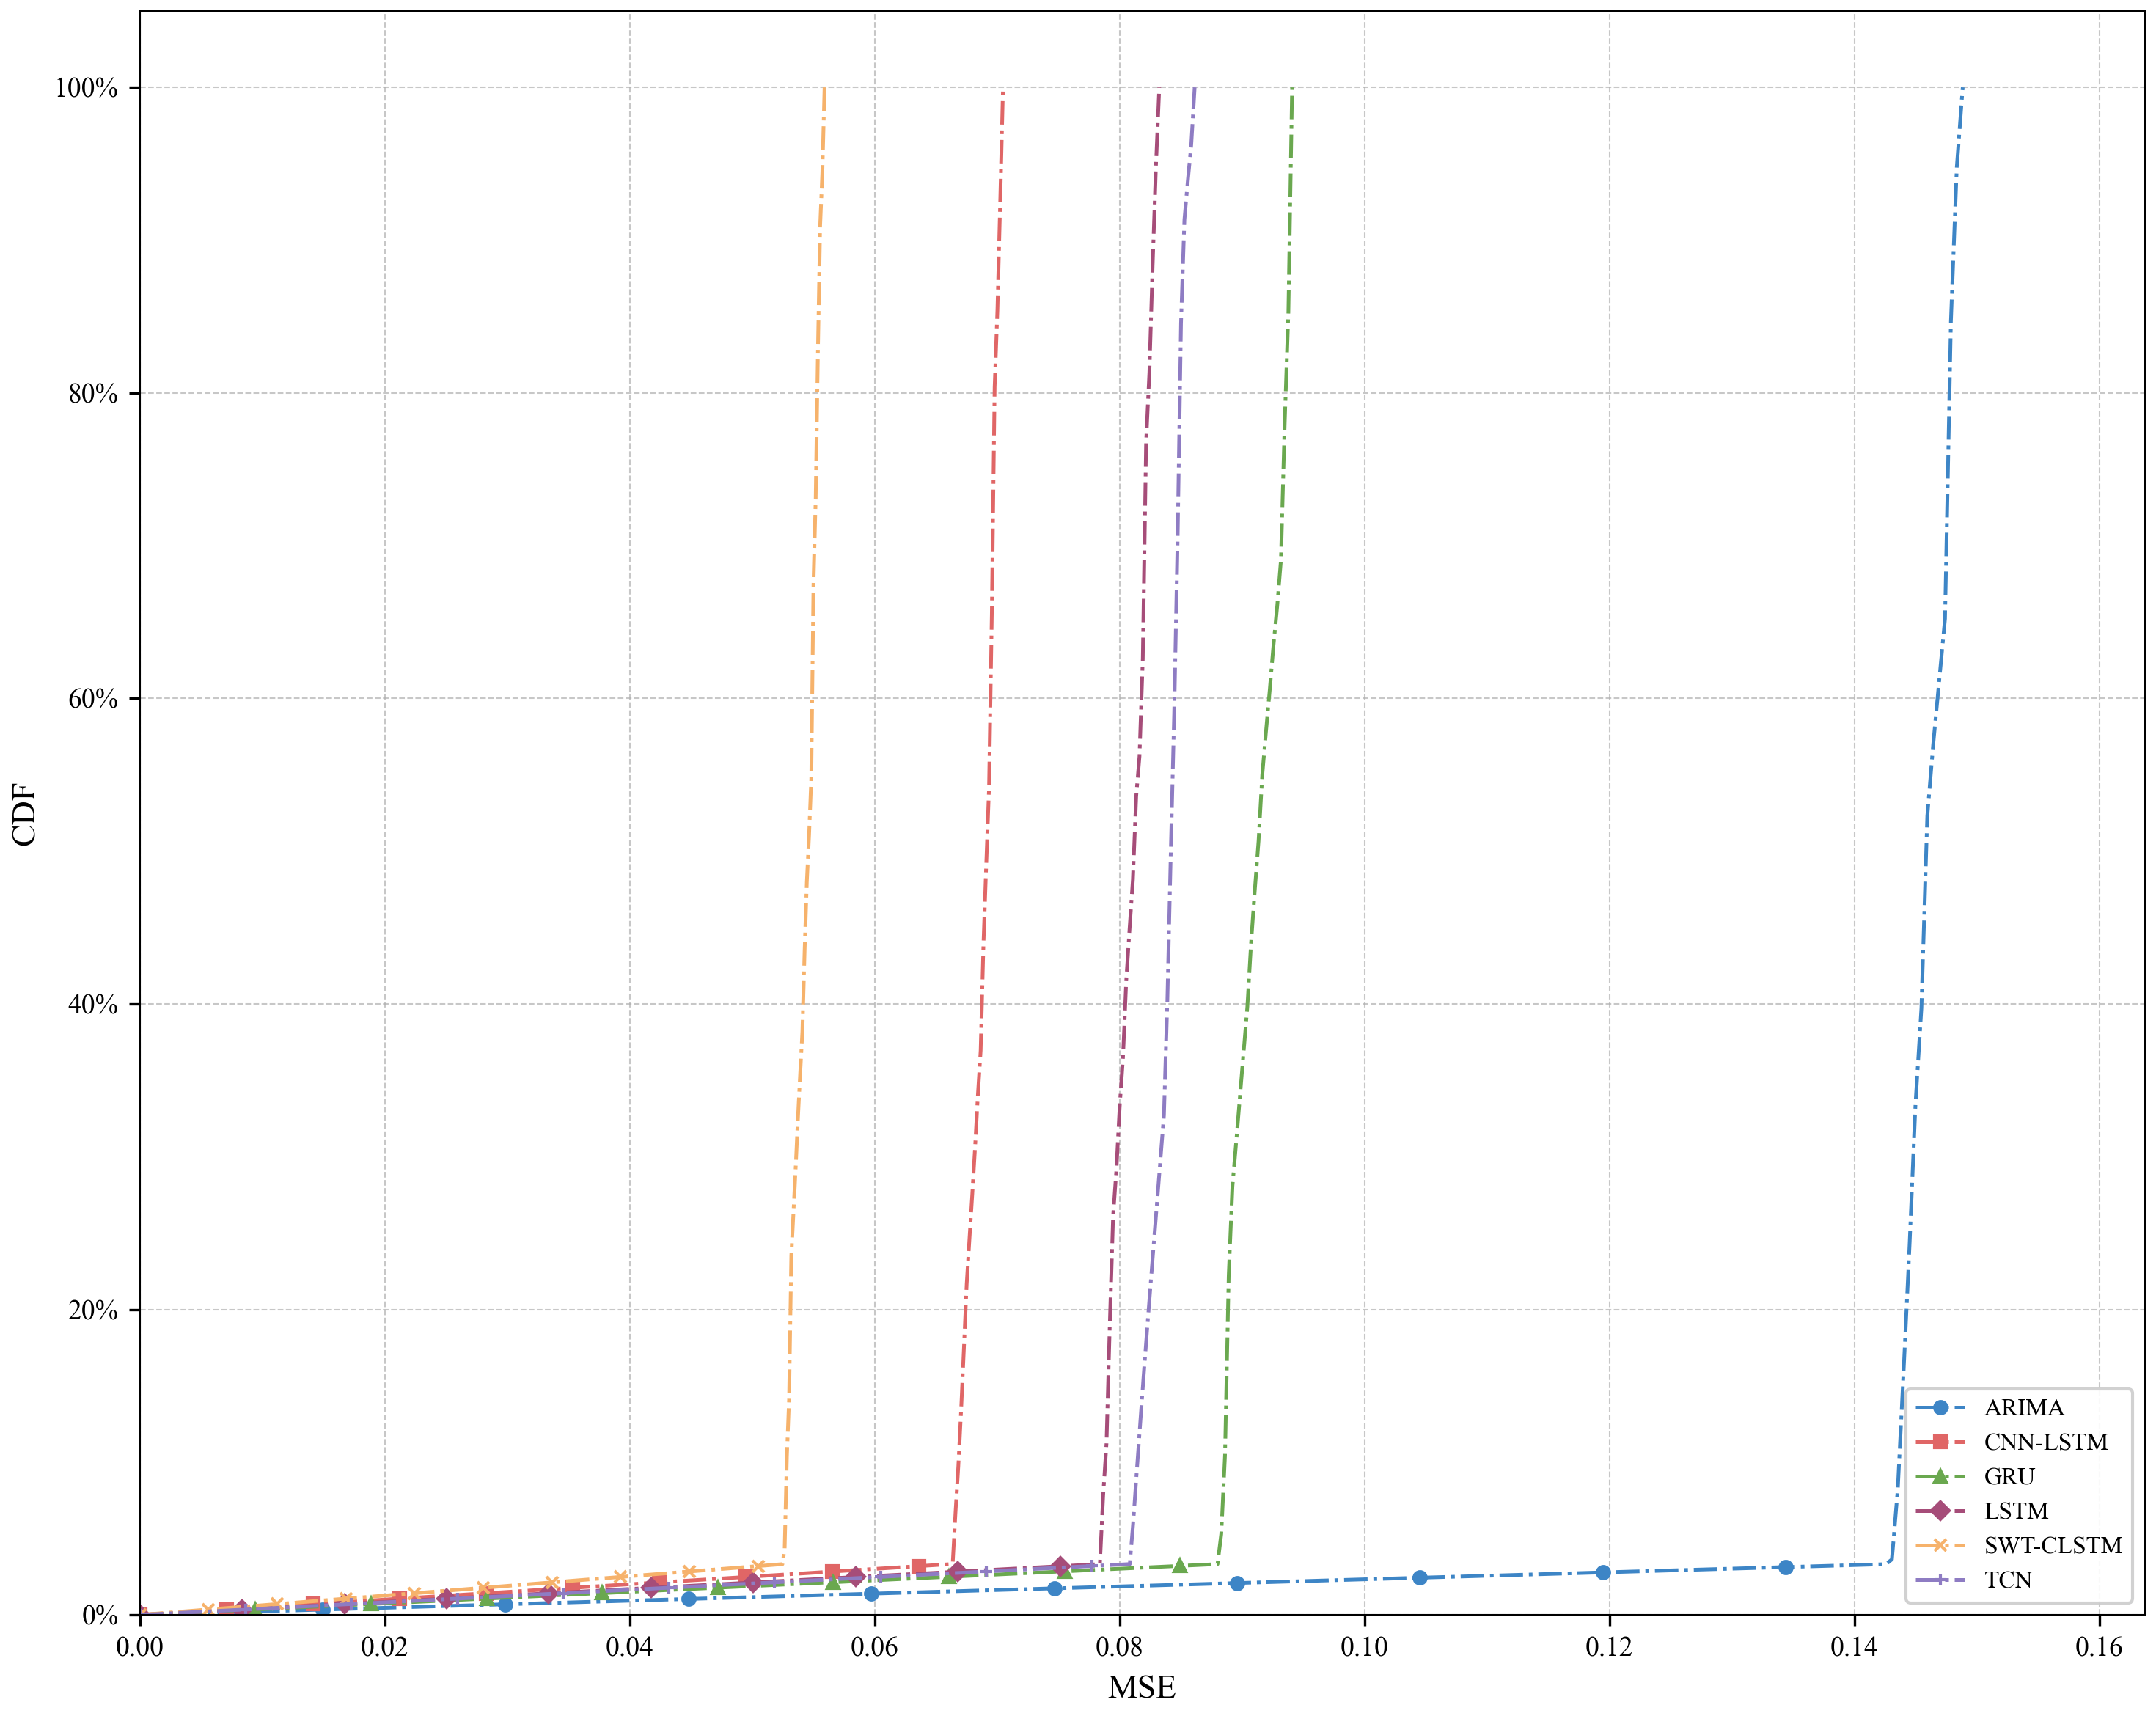 100%
80%
60%
40%
20%
0%
CDF
0.00
0.02
0.04
0.06
0.08
0.10
0.12
0.14
0.16
MSE
ARIMA
CNN-LSTM
GRU
LSTM
SWT-CLSTM
TCN